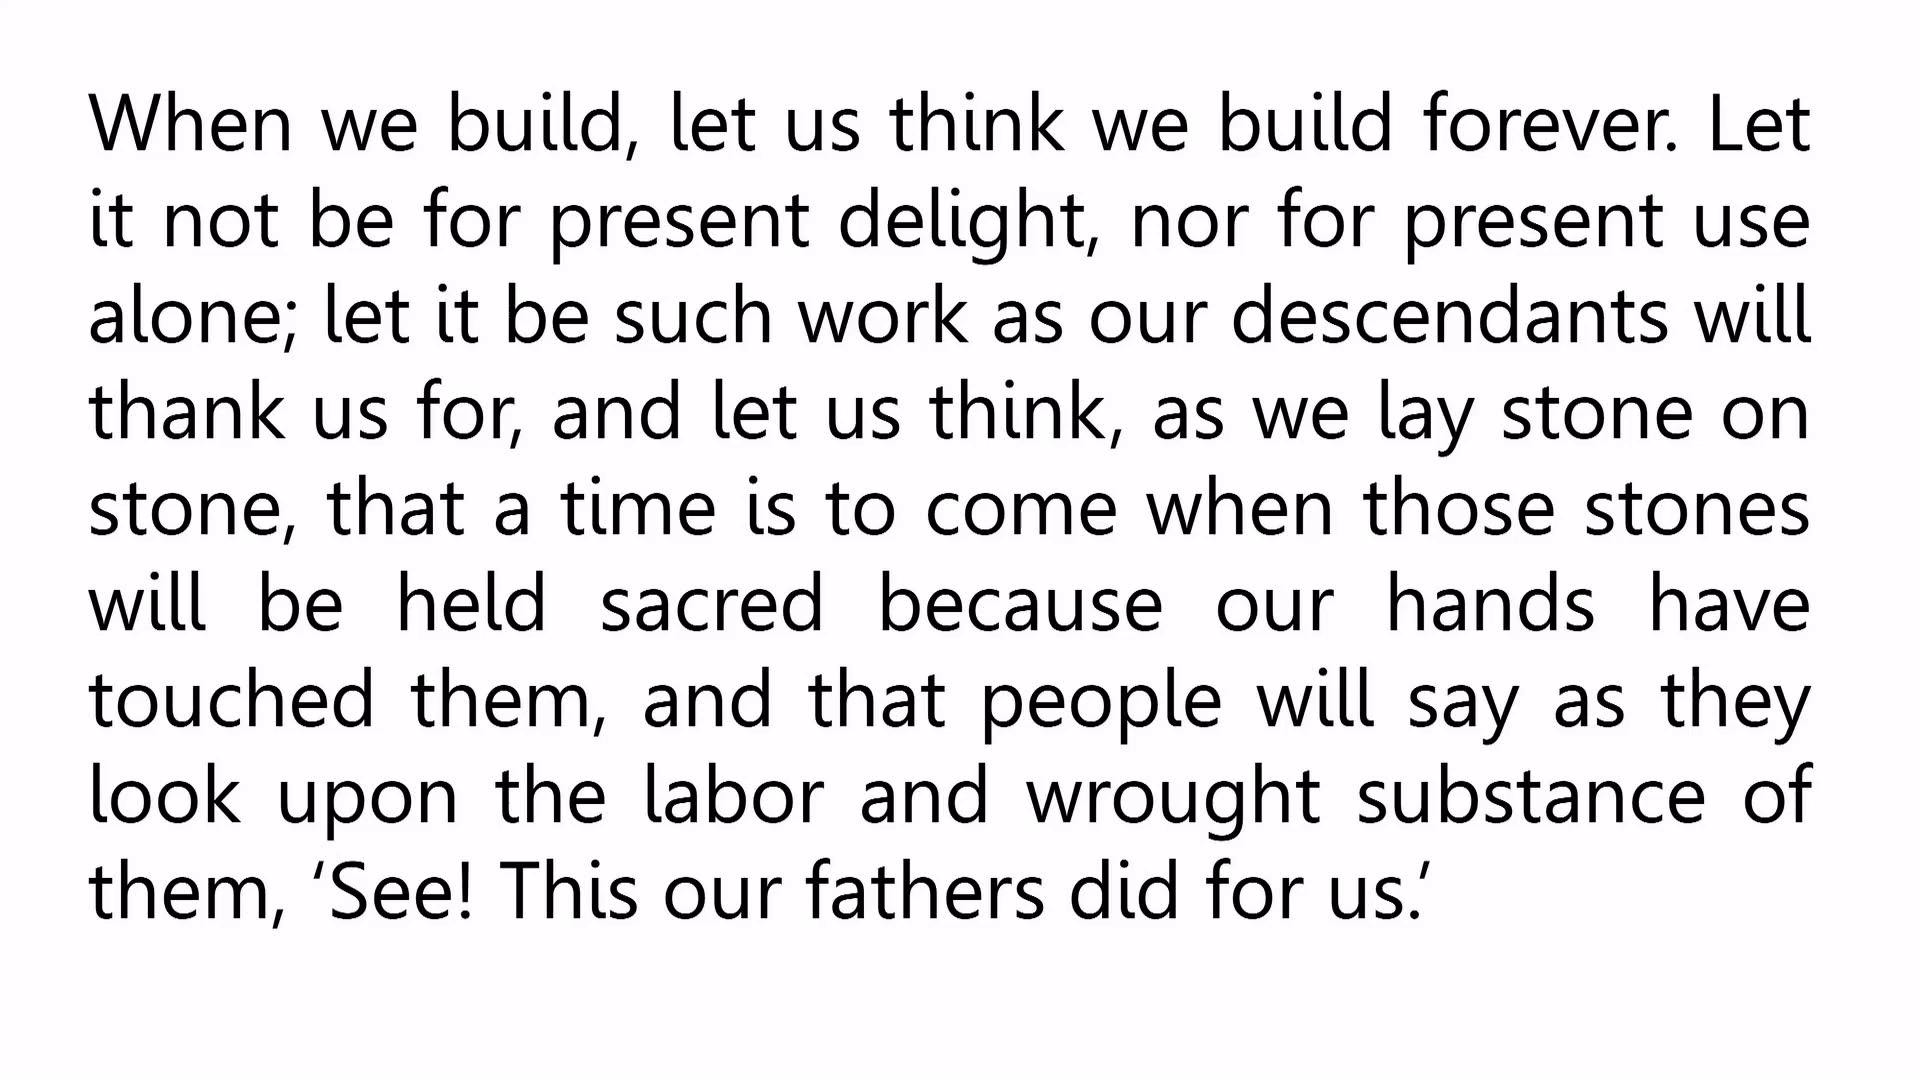 When we build, let us think we build forever. Let
it not be for present delight, nor for present use
alone; let it be such work as our descendants will
thank us for, and let us think, as we lay stone on
stone, that a time is to come when those stones
will be held sacred because our hands have
touched them, and that people will say as they
look upon the labor and wrought substance of
them, ‘See! This our fathers did for us.’